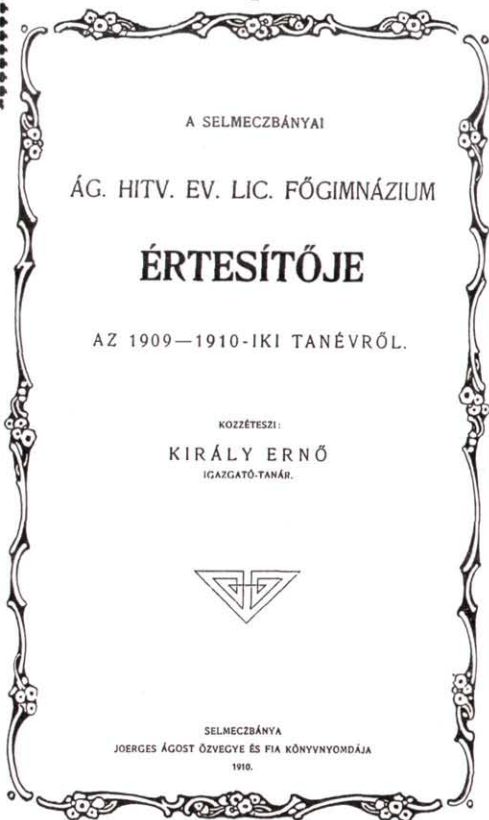 A SELMECZBÁNYAI
ÁG. HITV. EV. LIC. FŐGIMNÁZIUM
ÉRTESÍTŐJE
AZ 1909—1910-IKI TANÉVRŐL.
KOZZÉTESZI:
KIRÁLY ERNŐ
IGAZGATÓ-TANÁR.
SELMECZBÁNYA
JOERGES ÁGOST ÖZVEGYE ÉS FIA KÖNYVNYOMDÁJA
1910.